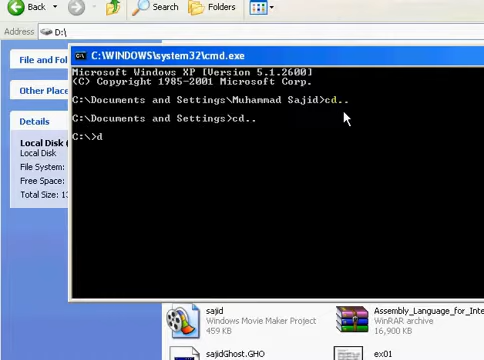 Back
Search
Folders
Address
D:\
C:\WINDOWS\system32\cmd.exe
File and Fol
Microsoft Windows XP [Version 5.1.2600]
(C) Copyright 1985-2001 Microsoft Corp.
Other Place
C:\Documents and Settings\Muhammad Sajid>cd..
C:\Documents and Settings>cd..
Details
C:\>d
Local Disk (
Local Disk
File System:
Free Space:
Total Size: 13
sajid
Windows Movie Maker Project
459 KB
Assembly_Language_for_Inte
WinRAR archive
16,900 KB
sajidGhost.GHO
ex01